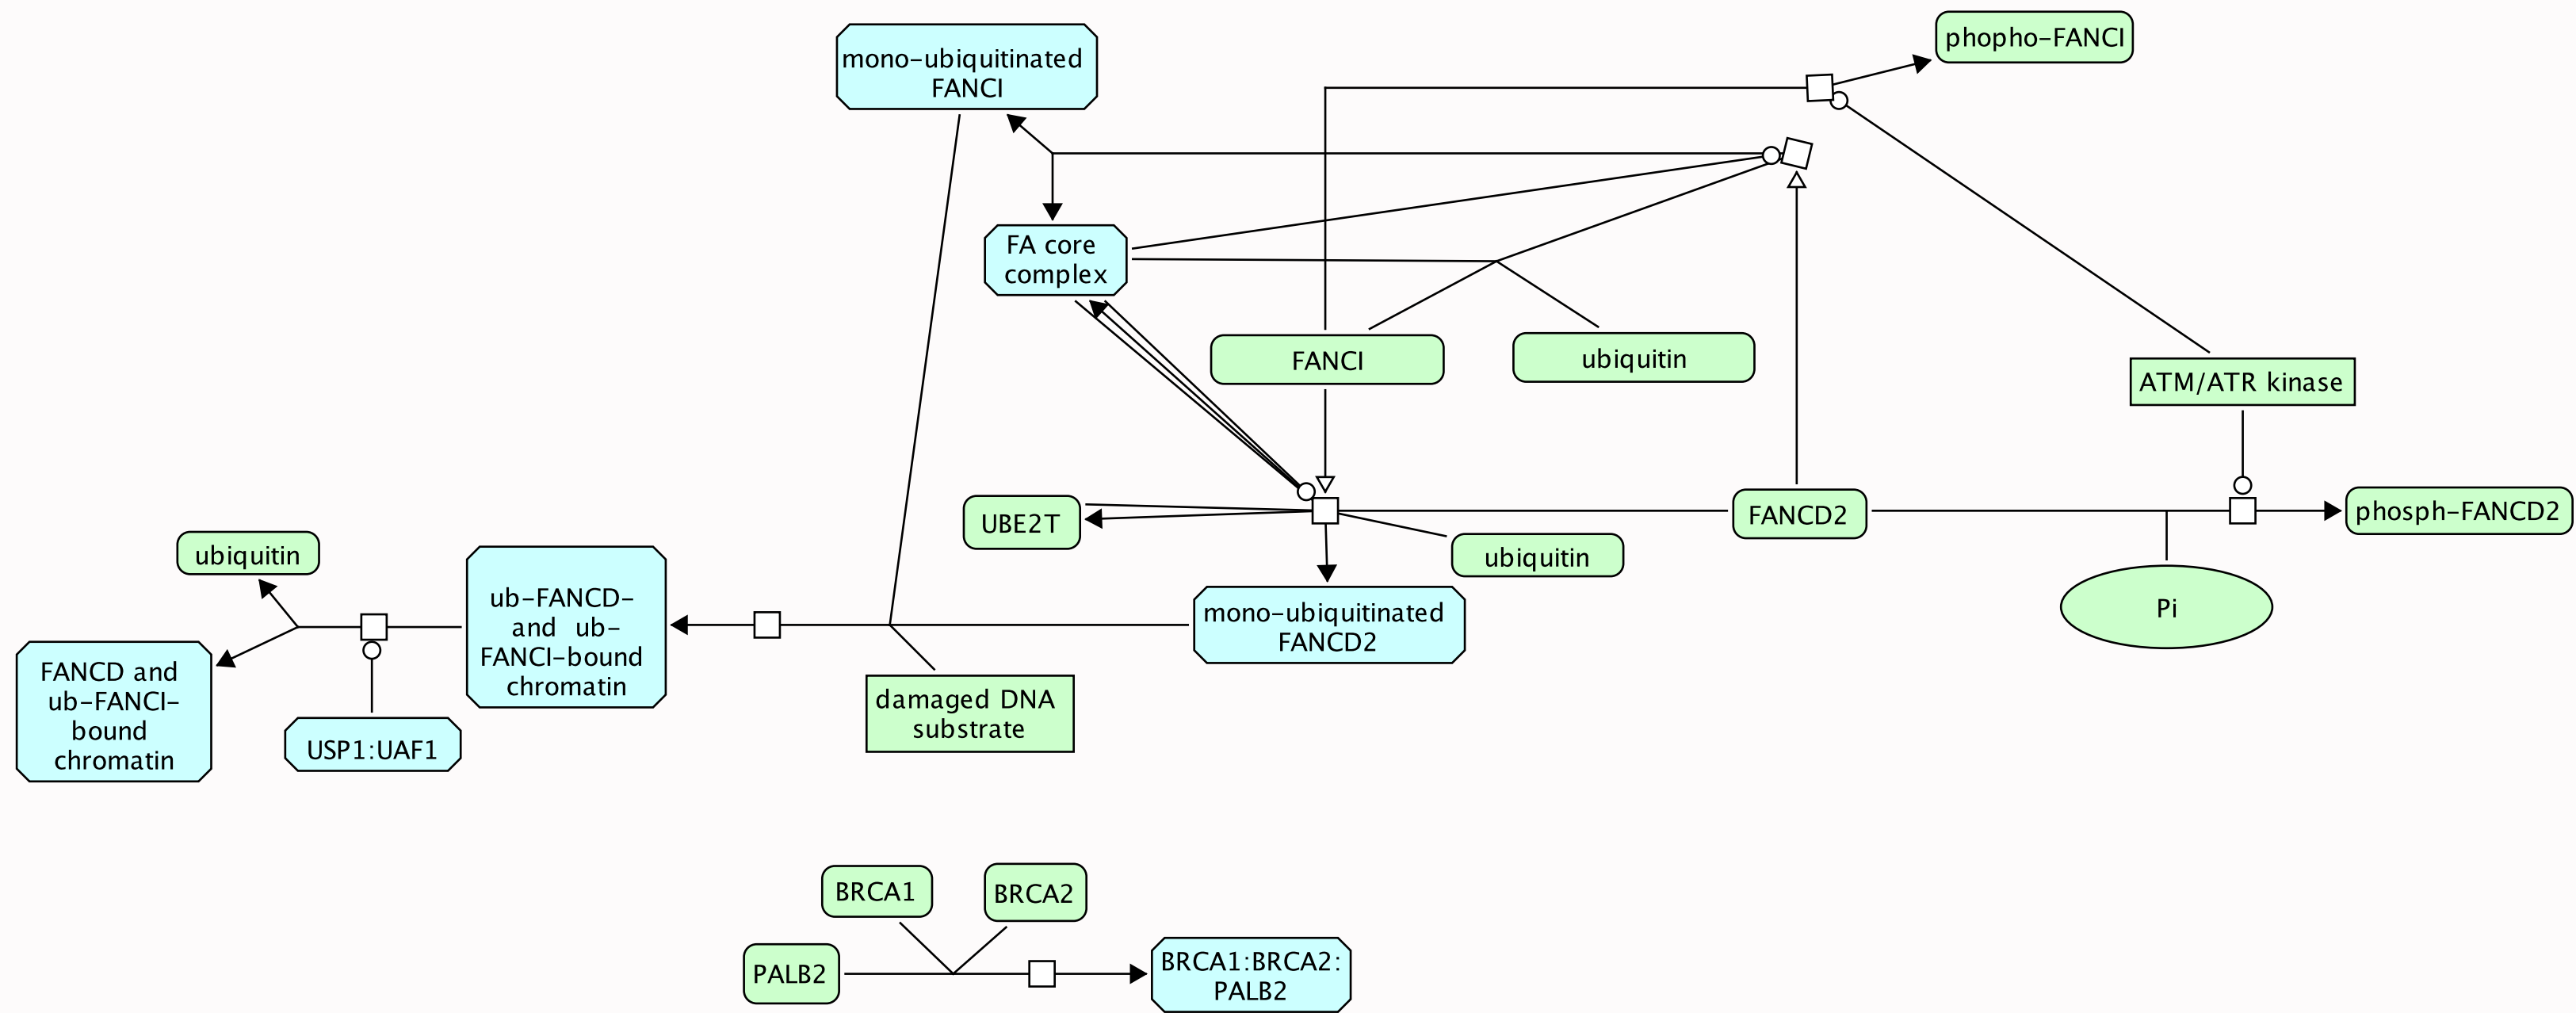 phopho-FANCI
mono-ubiquitinated
FANCI
FA core
complex
FANCI
ubiquitin
ATM/ATR kinase
UBE2T
FANCD2
phosph-FANCD2
ubiquitin
ubiquitin
ub-FANCD-
and ub-
FANCI-bound
chromatin
mono-ubiquitinated
FANCD2
Pi
FANCD and
ub-FANCI-
bound
chromatin
USP1:UAF1
damaged DNA
substrate
BRCA1
BRCA2
PALB2
BRCA1:BRCA2:
PALB2